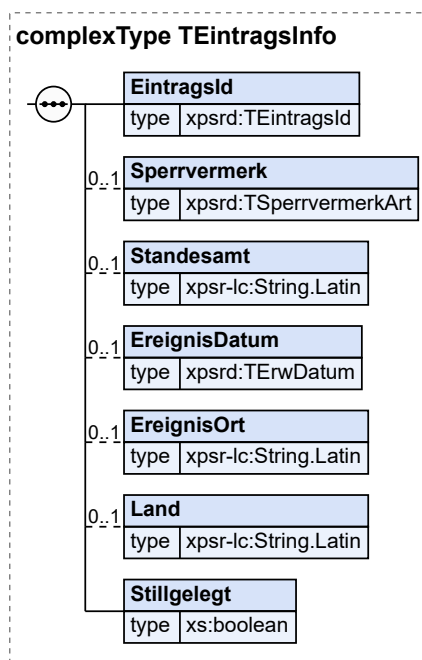 complexType TEintragsInfo
EintragsId
type xpsrd:TEintragsId
0..1 Sperrvermerk
type xpsrd:TSperrvermerkArt
0..1 Standesamt
type xpsr-lc:String.Latin
0..1 EreignisDatum
type xpsrd:TErwDatum
0..1 EreignisOrt
type xpsr-lc:String.Latin
0..1 Land
type xpsr-lc:String.Latin
Stillgelegt
type xs:boolean